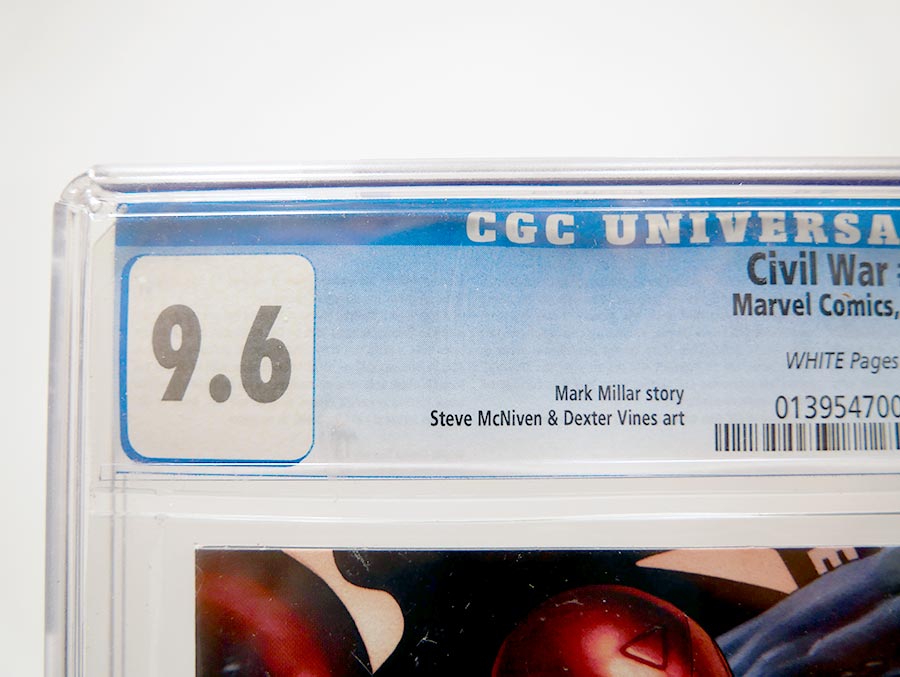 CGC UNIVERSA
9.6
Civil War
Marvel Comics,
WHITE Pages
Mark Millar story
Steve McNiven & Dexter Vines art
013954700